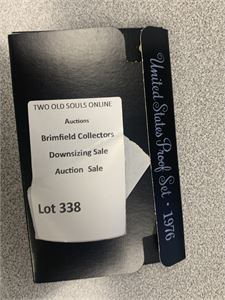 TWO OLD SOULS ONLINE
Auctions
Brimfield Collectors
Downsizing Sale
Auction Sale
Lot 338
United States Proof Set · 1976